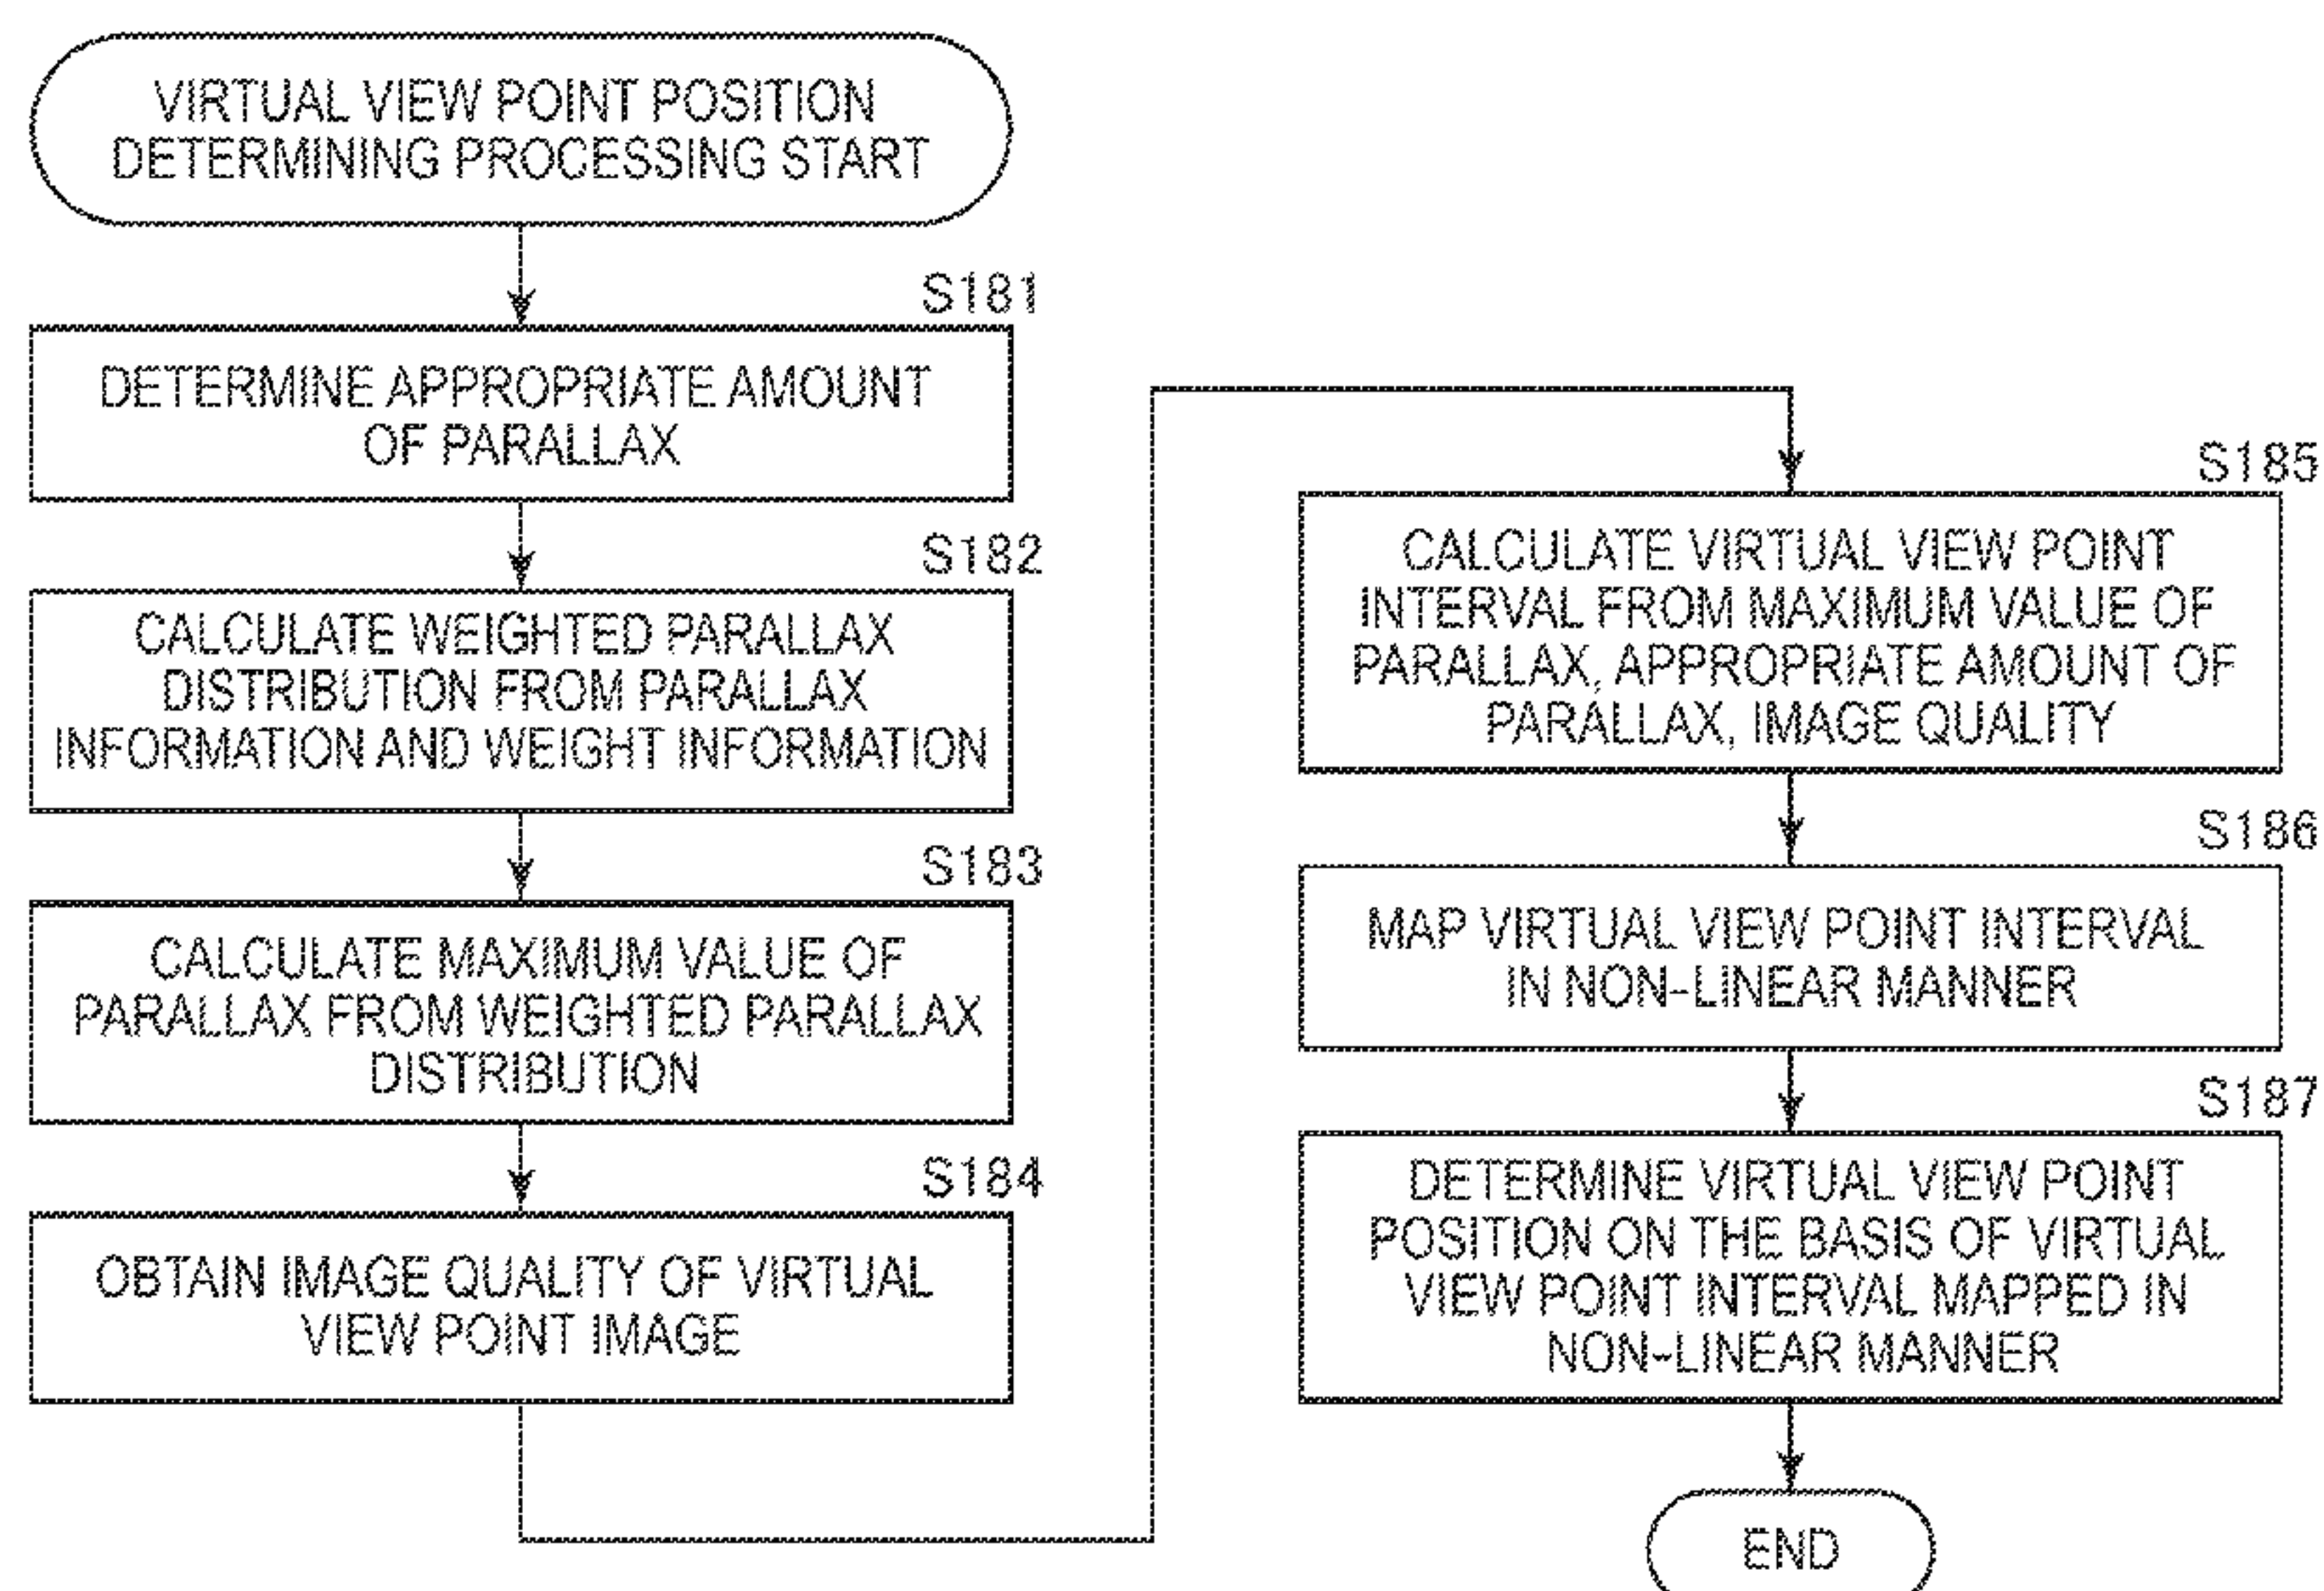 VIRTUAL VIEW POINT POSITION
DETERMINING PROCESSING START
S181
DETERMINE APPROPRIATE AMOUNT
OF PARALLAX
S182
CALCULATE WEIGHTED PARALLAX
DISTRIBUTION FROM PARALLAX
INFORMATION AND WEIGHT INFORMATION
S183
CALCULATE MAXIMUM VALUE OF
PARALLAX FROM WEIGHTED PARALLAX
DISTRIBUTION
S184
OBTAIN IMAGE QUALITY OF VIRTUAL
VIEW POINT IMAGE
S185
CALCULATE VIRTUAL VIEW POINT
INTERVAL FROM MAXIMUM VALUE OF
PARALLAX, APPROPRIATE AMOUNT OF
PARALLAX, IMAGE QUALITY
S186
MAP VIRTUAL VIEW POINT INTERVAL
IN NON-LINEAR MANNER
S187
DETERMINE VIRTUAL VIEW POINT
POSITION ON THE BASIS OF VIRTUAL
VIEW POINT INTERVAL MAPPED IN
NON-LINEAR MANNER
END